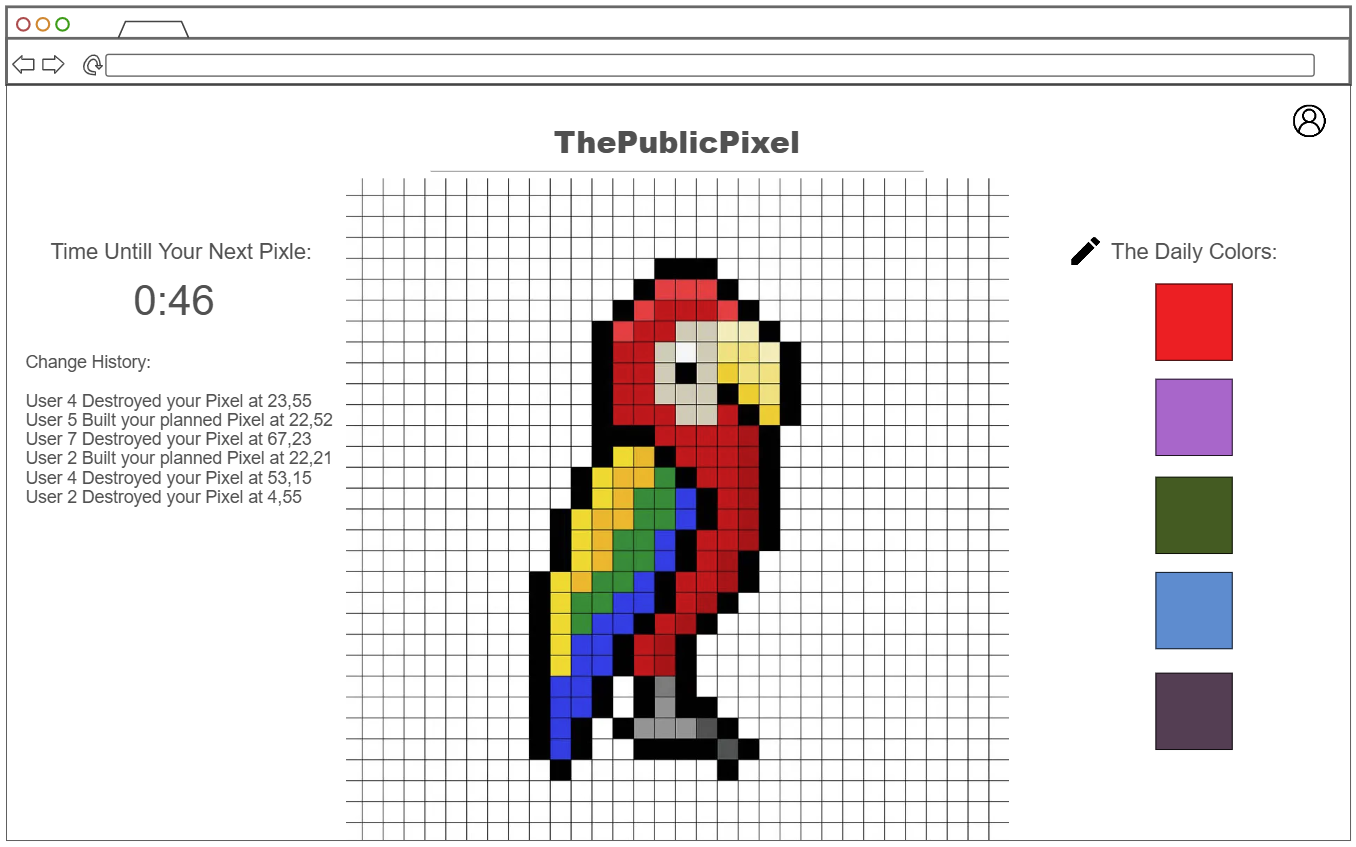 ThePublicPixel
Time Untill Your Next Pixle:
0:46
Change History:
User 4 Destroyed your Pixel at 23,55
User 5 Built your planned Pixel at 22,52
User 7 Destroyed your Pixel at 67,23
User 2 Built your planned Pixel at 22,21
User 4 Destroyed your Pixel at 53,15
User 2 Destroyed your Pixel at 4,55
The Daily Colors: